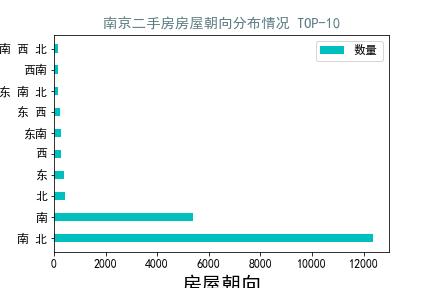 南京二手房房屋朝向分布情况 TOP-10
数量
南 西 北
西南
东 南 北
东 西
东南
西
东
北
南
南 北
0 2000 4000 6000 8000 10000 12000
房屋朝向